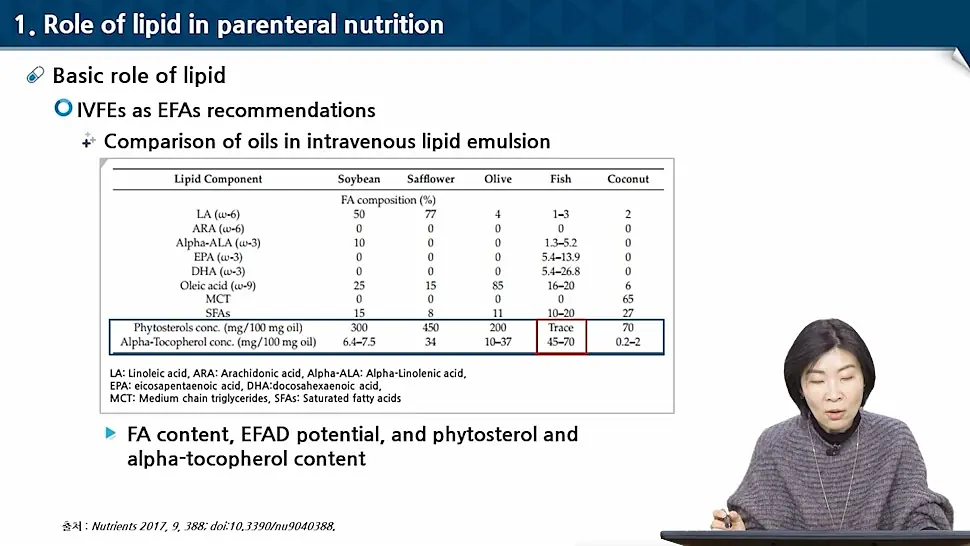 1. Role of lipid in parenteral nutrition
Basic role of lipid
IVFEs as EFAs recommendations
Comparison of oils in intravenous lipid emulsion
Lipid Component Soybean Safflower Olive Fish Coconut
FA composition (%)
LA (ω-6) 50 77 4 1–3 2
ARA (ω-6) 0 0 0 0 0
Alpha-ALA (ω-3) 10 0 0 1.3–5.2 0
EPA (ω-3) 0 0 0 5.4–13.9 0
DHA (ω-3) 0 0 0 5.4–26.8 0
Oleic acid (ω-9) 25 15 85 16–20 6
MCT 0 0 0 0 65
SFAs 15 8 11 10–20 27
Phytosterols conc. (mg/100 mg oil) 300 450 200 Trace 70
Alpha-Tocopherol conc. (mg/100 mg oil) 6.4–7.5 34 10–37 45–70 0.2–2
LA: Linoleic acid, ARA: Arachidonic acid, Alpha-ALA: Alpha-Linolenic acid,
EPA: eicosapentaenoic acid, DHA:docosahexaenoic acid,
MCT: Medium chain triglycerides, SFAs: Saturated fatty acids
FA content, EFAD potential, and phytosterol and
alpha-tocopherol content
출처 : Nutrients 2017, 9, 388; doi:10.3390/nu9040388.